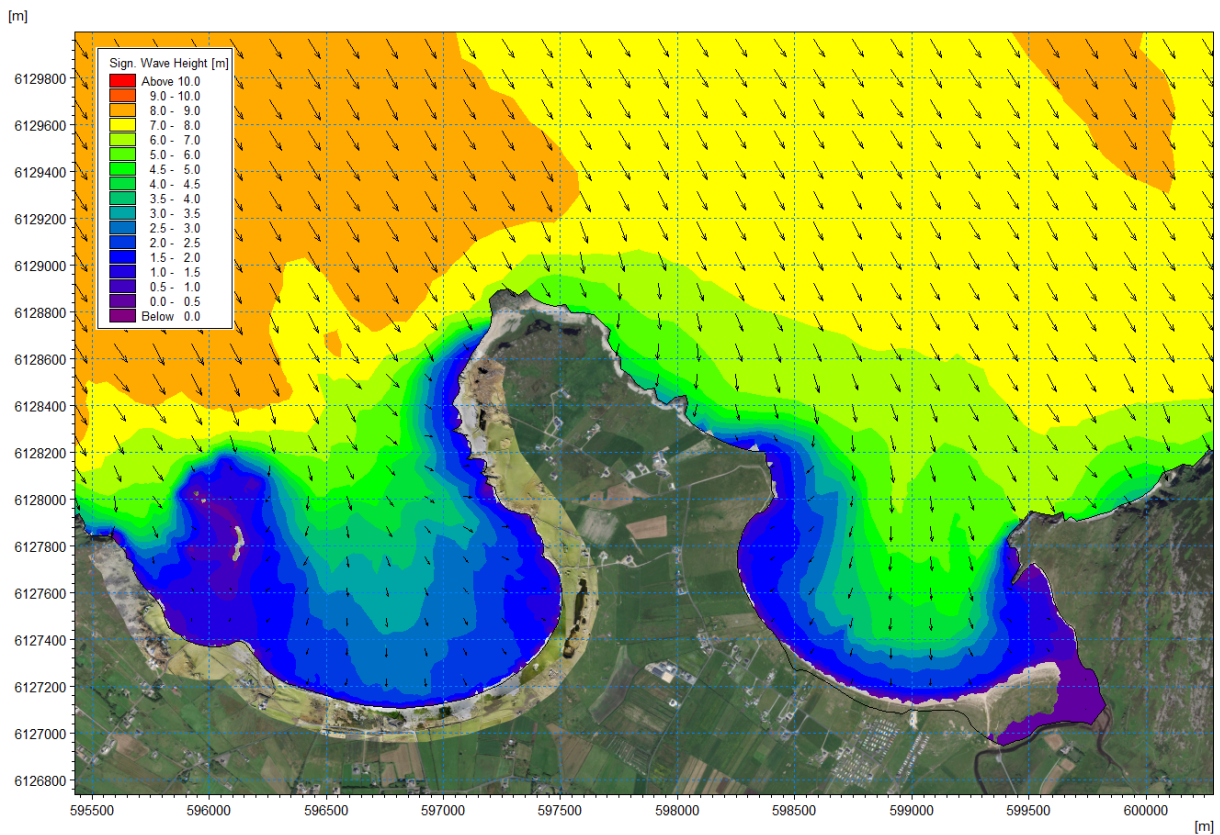 [m]
Sign. Wave Height [m]
Above 10.0
9.0 - 10.0
8.0 - 9.0
7.0 - 8.0
6.0 - 7.0
5.0 - 6.0
4.5 - 5.0
4.0 - 4.5
3.5 - 4.0
3.0 - 3.5
2.5 - 3.0
2.0 - 2.5
1.5 - 2.0
1.0 - 1.5
0.5 - 1.0
0.0 - 0.5
Below 0.0
6129800
6129600
6129400
6129200
6129000
6128800
6128600
6128400
6128200
6128000
6127800
6127600
6127400
6127200
6127000
6126800
595500 596000 596500 597000 597500 598000 598500 599000 599500 600000
[m]